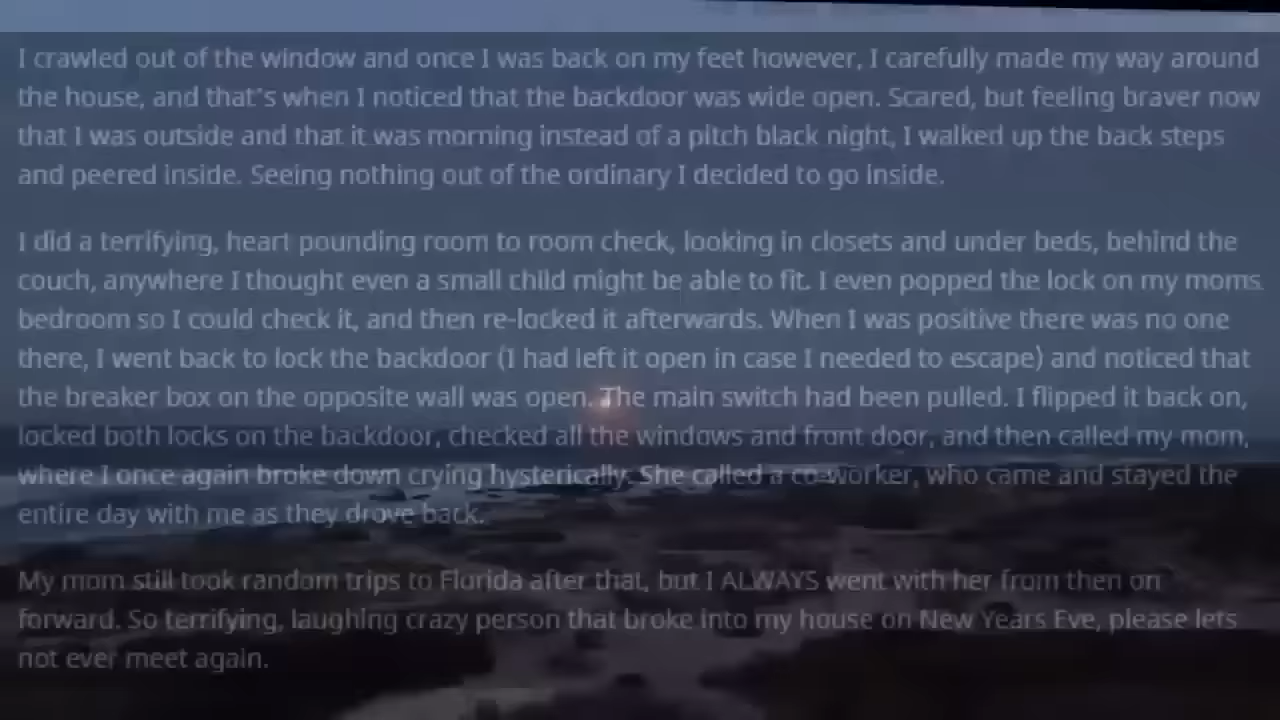 I crawled out of the window and once I was back on my feet however, I carefully made my way around
the house, and that's when I noticed that the backdoor was wide open. Scared, but feeling braver now
that I was outside and that it was morning instead of a pitch black night, I walked up the back steps
and peered inside. Seeing nothing out of the ordinary I decided to go inside.
I did a terrifying, heart pounding room to room check, looking in closets and under beds, behind the
couch, anywhere I thought even a small child might be able to fit. I even popped the lock on my moms
bedroom so I could check it, and then re-locked it afterwards. When I was positive there was no one
there, I went back to lock the backdoor (I had left it open in case I needed to escape) and noticed that
the breaker box on the opposite wall was open. The main switch had been pulled. I flipped it back on,
locked both locks on the backdoor, checked all the windows and front door, and then called my mom,
where I once again broke down crying hysterically. She called a co-worker, who came and stayed the
entire day with me as they drove back.
My mom still took random trips to Florida after that, but I ALWAYS went with her from then on
forward. So terrifying, laughing crazy person that broke into my house on New Years Eve, please lets
not ever meet again.